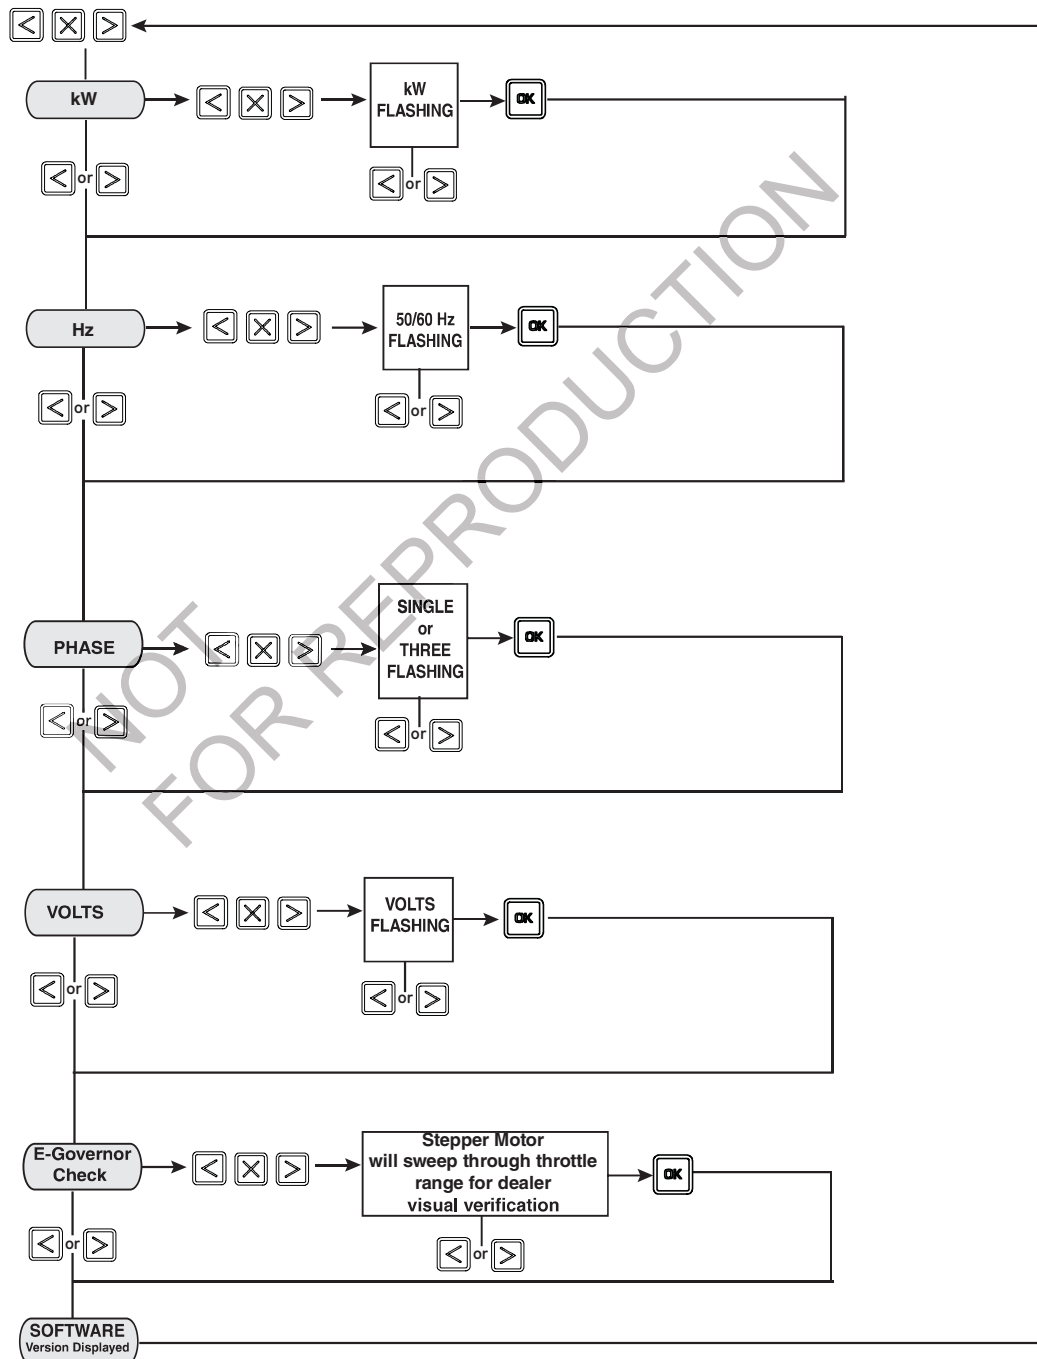 < X >
kW
< X >
kW
FLASHING
OK
< or >
< or >
Hz
< X >
50/60 Hz
FLASHING
OK
< or >
< or >
PHASE
< X >
SINGLE
or
THREE
FLASHING
OK
< or >
< or >
VOLTS
< X >
VOLTS
FLASHING
OK
< or >
< or >
E-Governor
Check
< X >
Stepper Motor
will sweep through throttle
range for dealer
visual verification
OK
< or >
< or >
SOFTWARE
Version Displayed
NOT
FOR REPRODUCTION